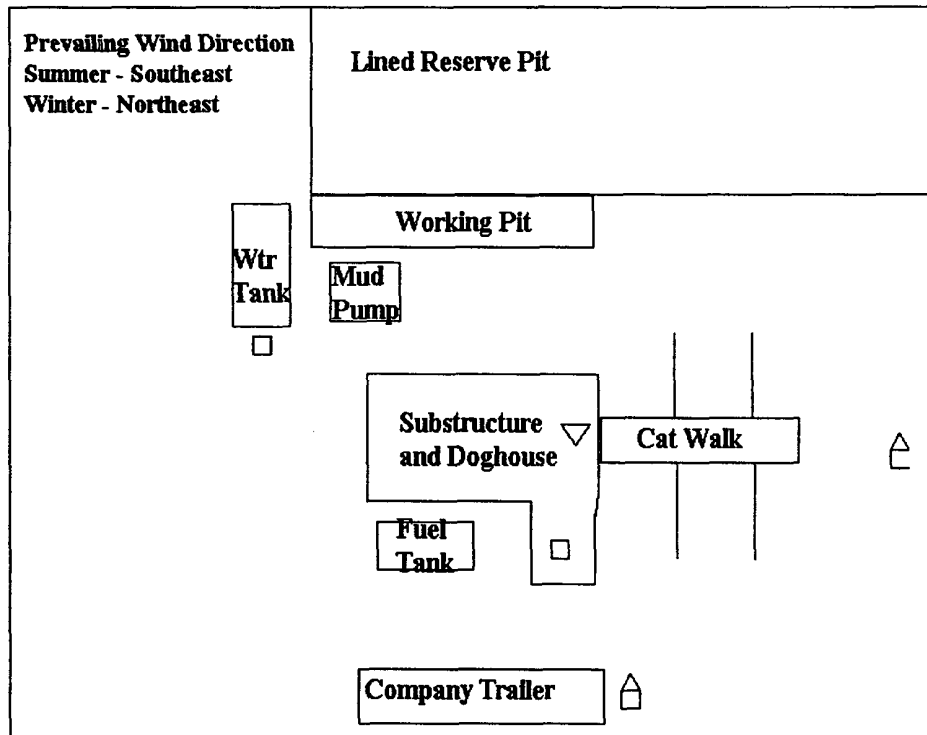 Prevailing Wind Direction
Summer - Southeast
Winter - Northeast
Lined Reserve Pit
Working Pit
Wtr
Tank
Mud
Pump
Substructure
and Doghouse
Cat Walk
Fuel
Tank
Company Trailer